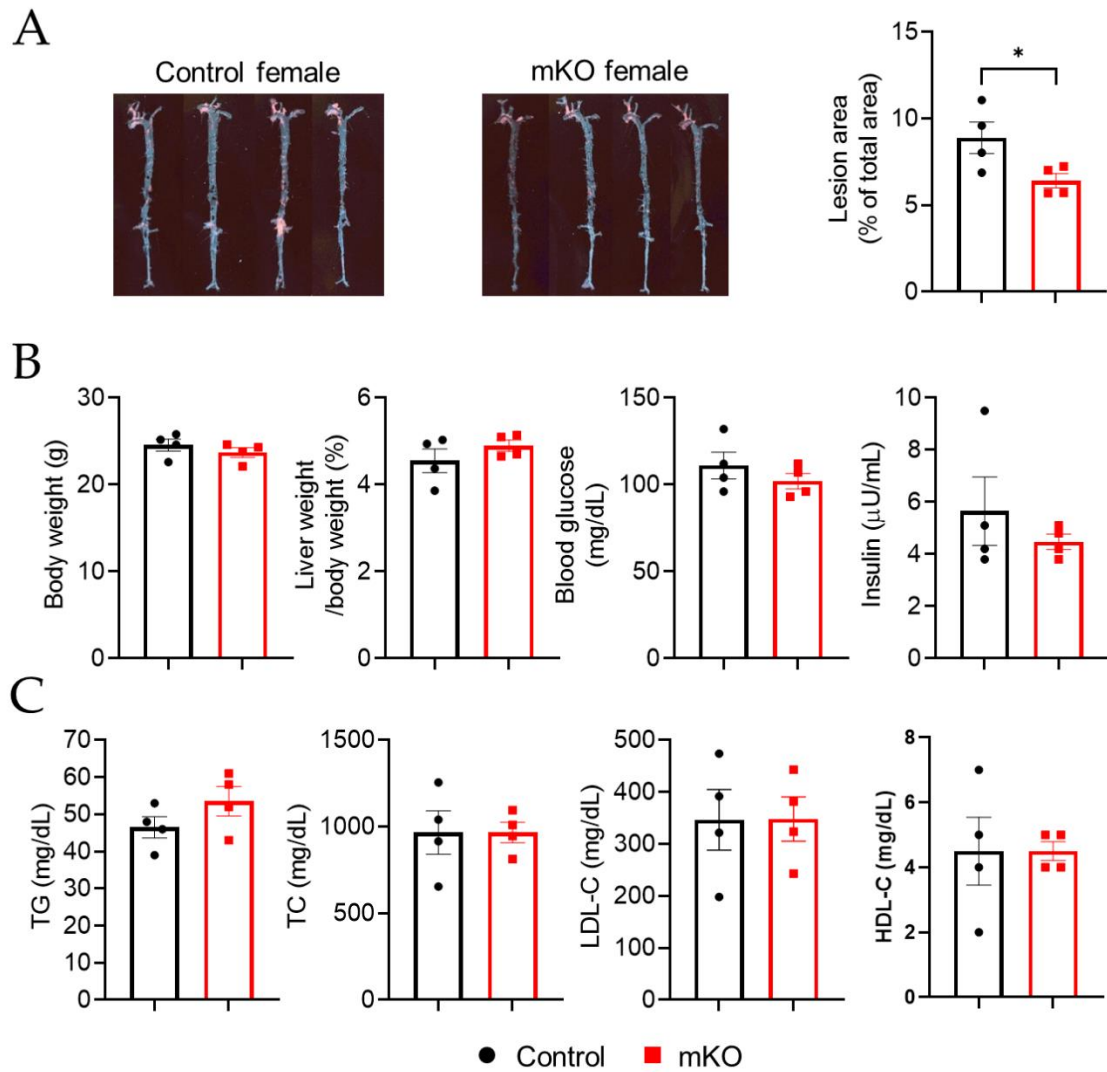 A
Control female
mKO female
Lesion area
(% of total area)
15
10
5
0
*
B
Body weight (g)
30
20
10
0
Liver weight
/body weight (%)
6
4
2
0
Blood glucose
(mg/dL)
150
100
50
0
Insulin (μU/mL)
10
8
6
4
2
0
C
TG (mg/dL)
70
60
50
40
30
20
10
0
TC (mg/dL)
1500
1000
500
0
LDL-C (mg/dL)
500
400
300
200
100
0
HDL-C (mg/dL)
8
6
4
2
0
Control
mKO